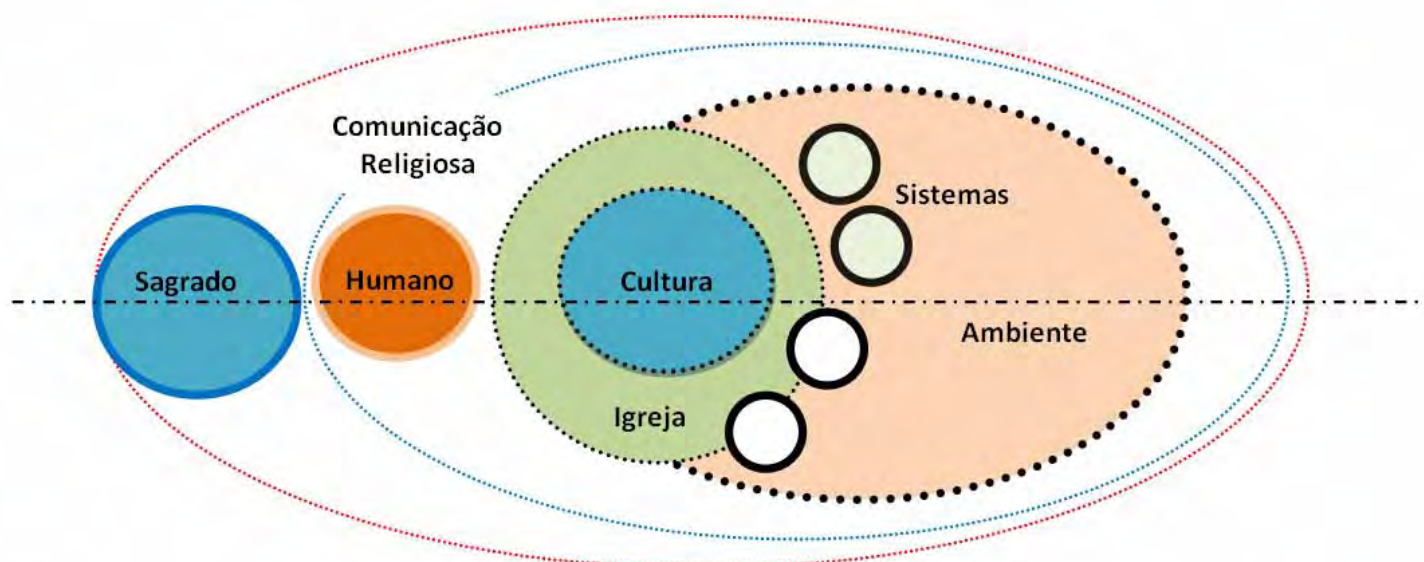 Comunicação
Religiosa
Sistemas
Sagrado
Humano
Cultura
Ambiente
Igreja